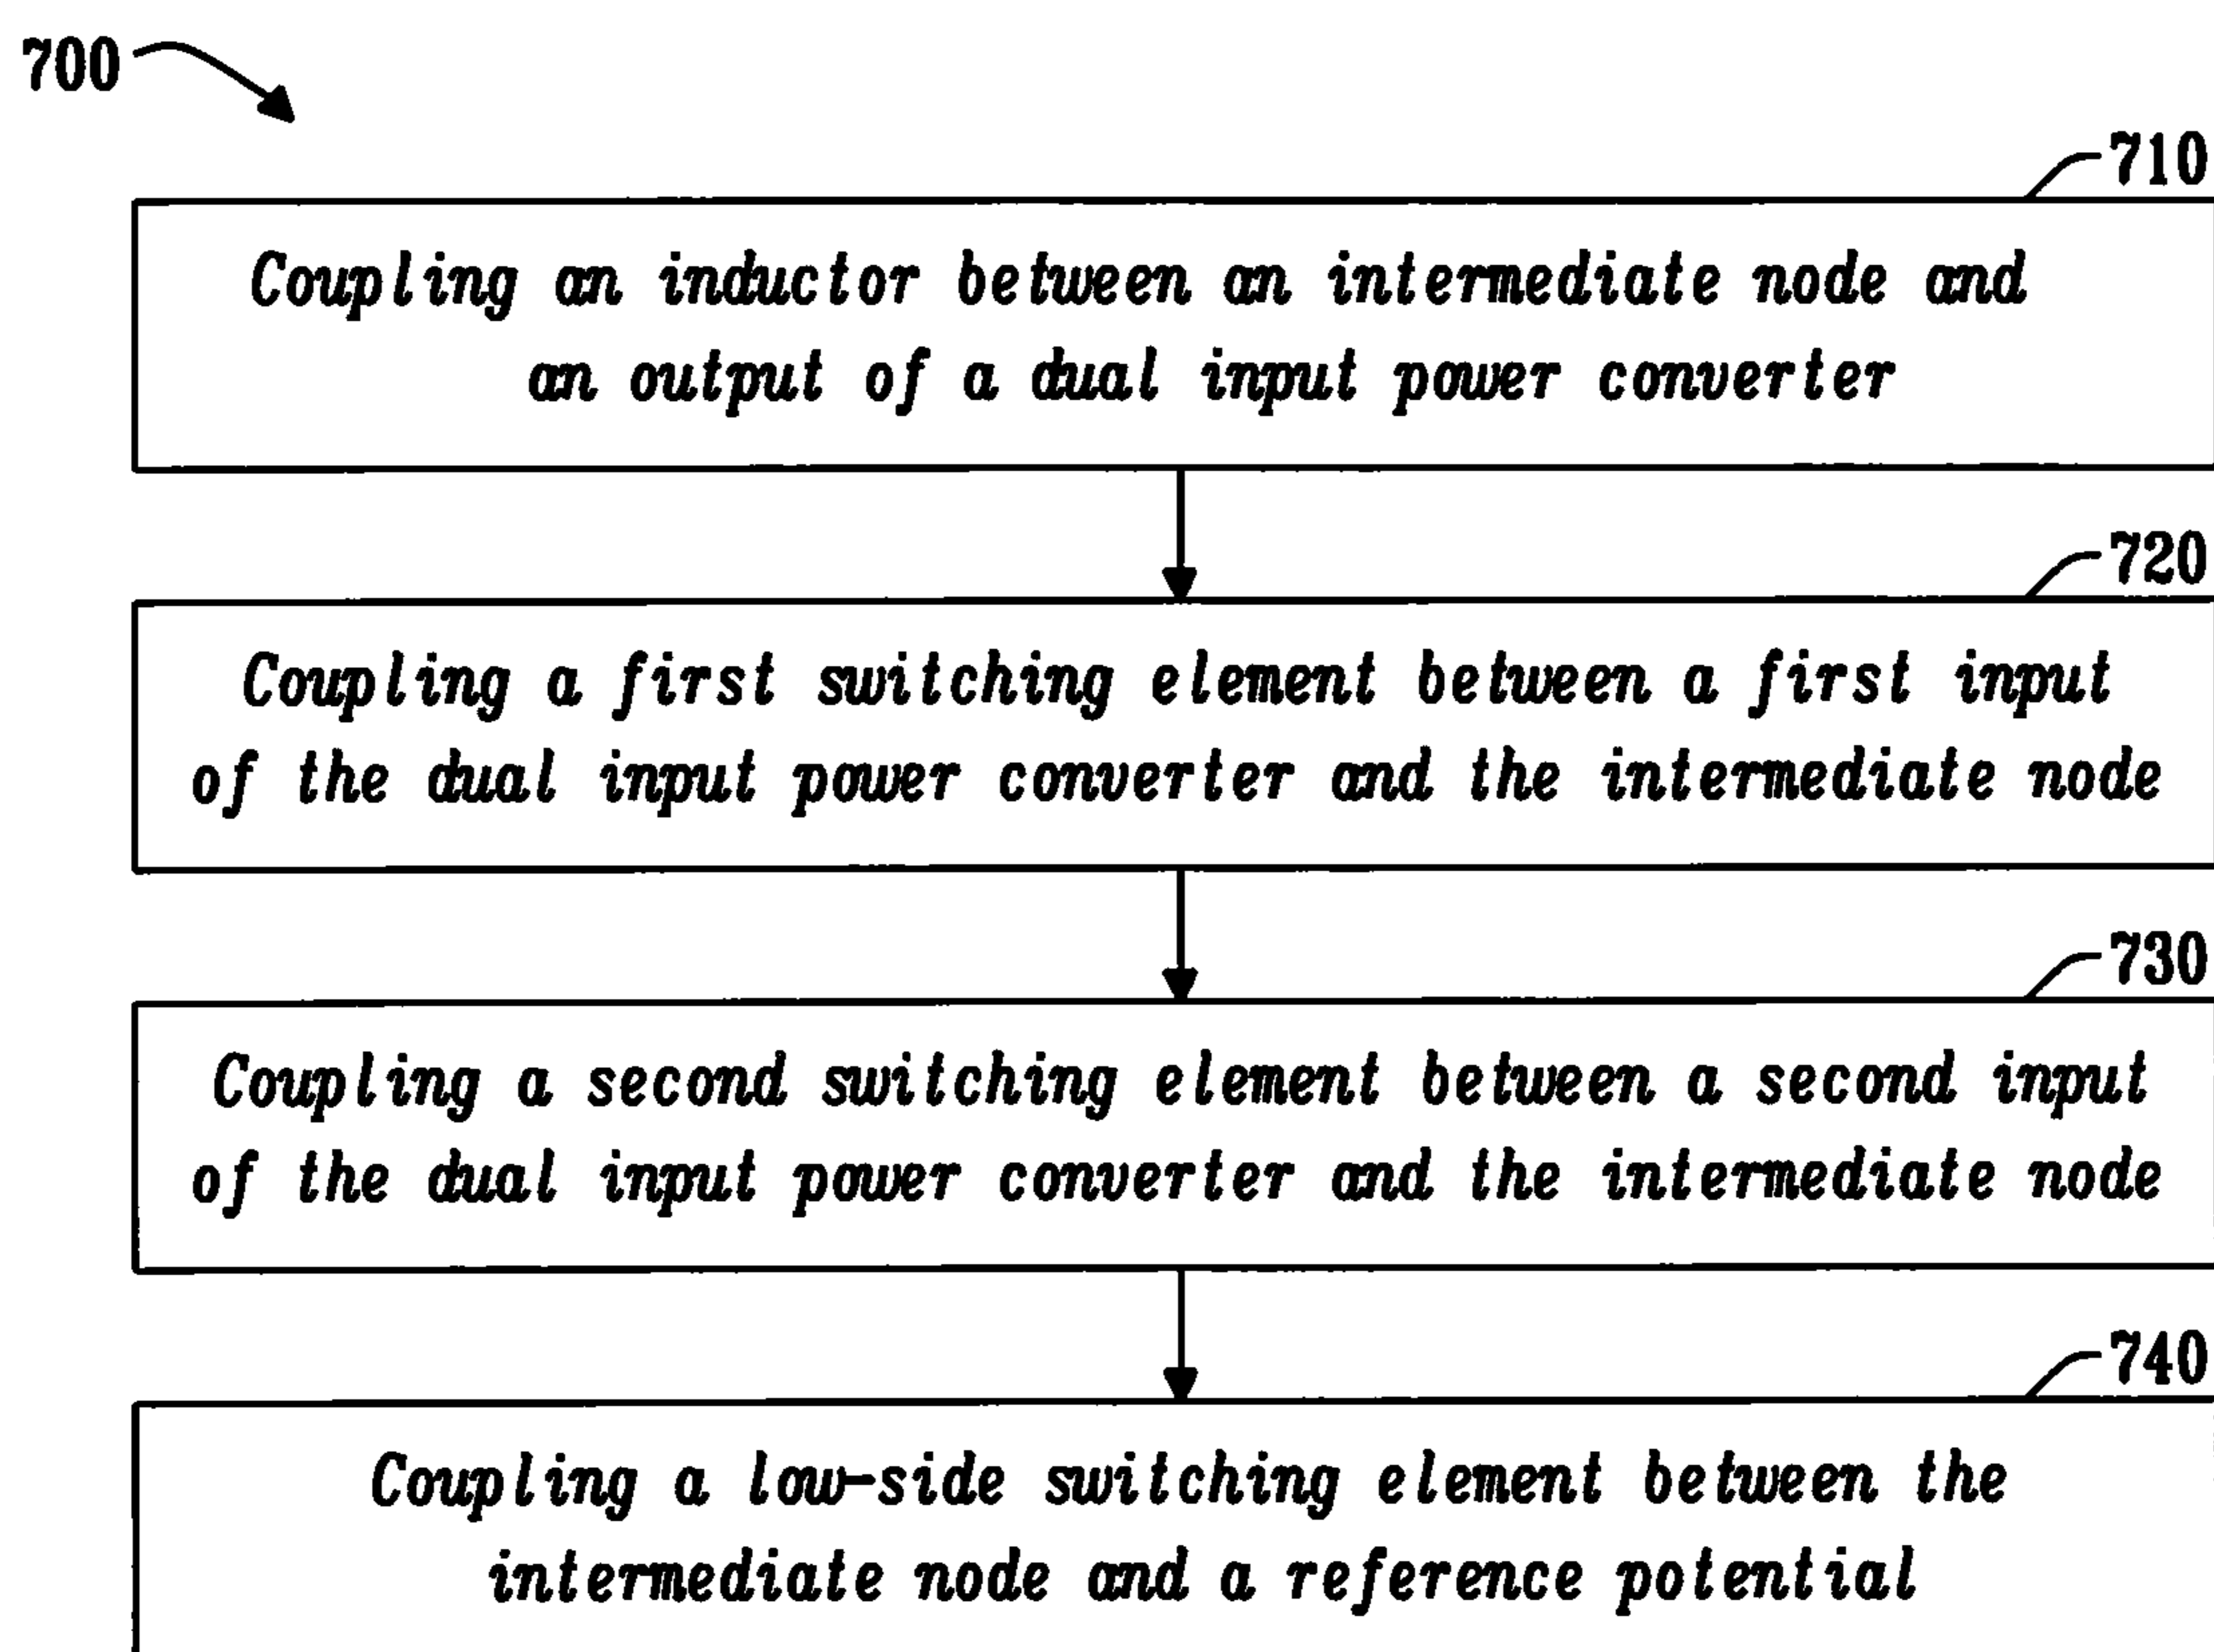 700
710
Coupling an inductor between an intermediate node and
an output of a dual input power converter
720
Coupling a first switching element between a first input
of the dual input power converter and the intermediate node
730
Coupling a second switching element between a second input
of the dual input power converter and the intermediate node
740
Coupling a low-side switching element between the
intermediate node and a reference potential